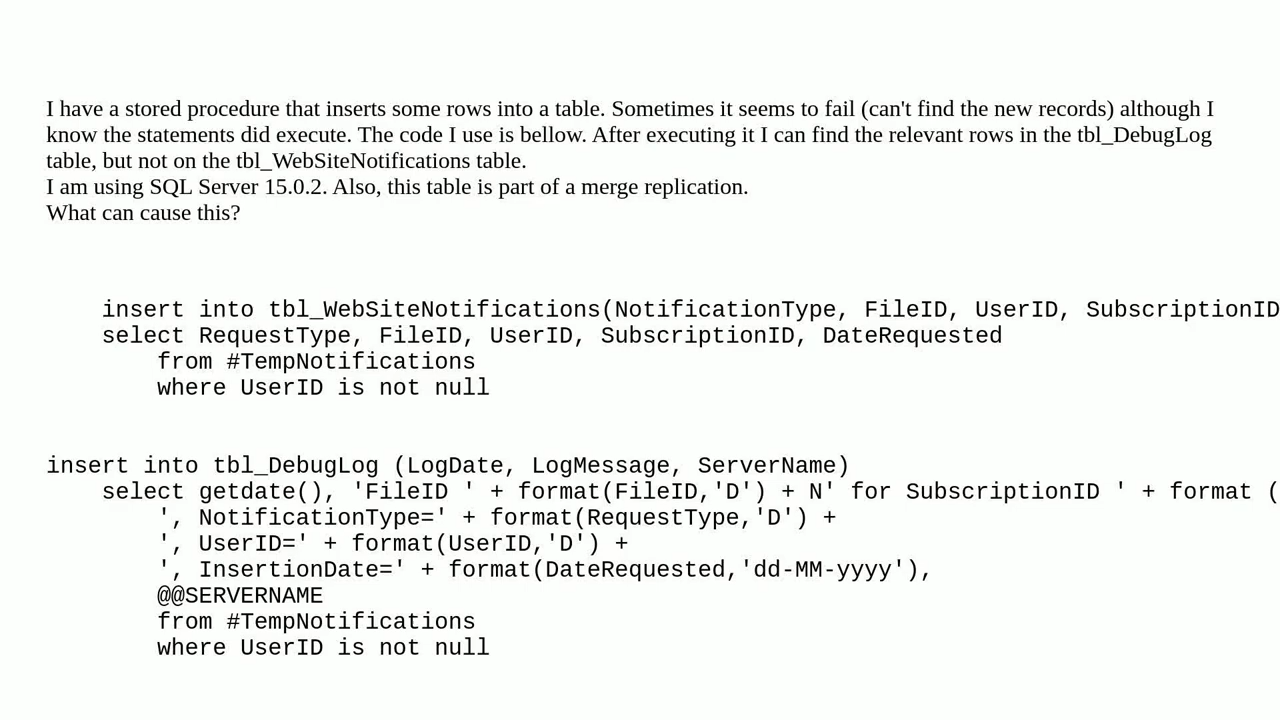 I have a stored procedure that inserts some rows into a table. Sometimes it seems to fail (can't find the new records) although I
know the statements did execute. The code I use is bellow. After executing it I can find the relevant rows in the tbl_DebugLog
table, but not on the tbl_WebSiteNotifications table.
I am using SQL Server 15.0.2. Also, this table is part of a merge replication.
What can cause this?
insert into tbl_WebSiteNotifications(NotificationType, FileID, UserID, SubscriptionID
select RequestType, FileID, UserID, SubscriptionID, DateRequested
from #TempNotifications
where UserID is not null
insert into tbl_DebugLog (LogDate, LogMessage, ServerName)
select getdate(), 'FileID ' + format(FileID,'D') + N' for SubscriptionID ' + format (
', NotificationType=' + format(RequestType,'D') +
', UserID=' + format(UserID,'D') +
', InsertionDate=' + format(DateRequested,'dd-MM-yyyy'),
@@SERVERNAME
from #TempNotifications
where UserID is not null